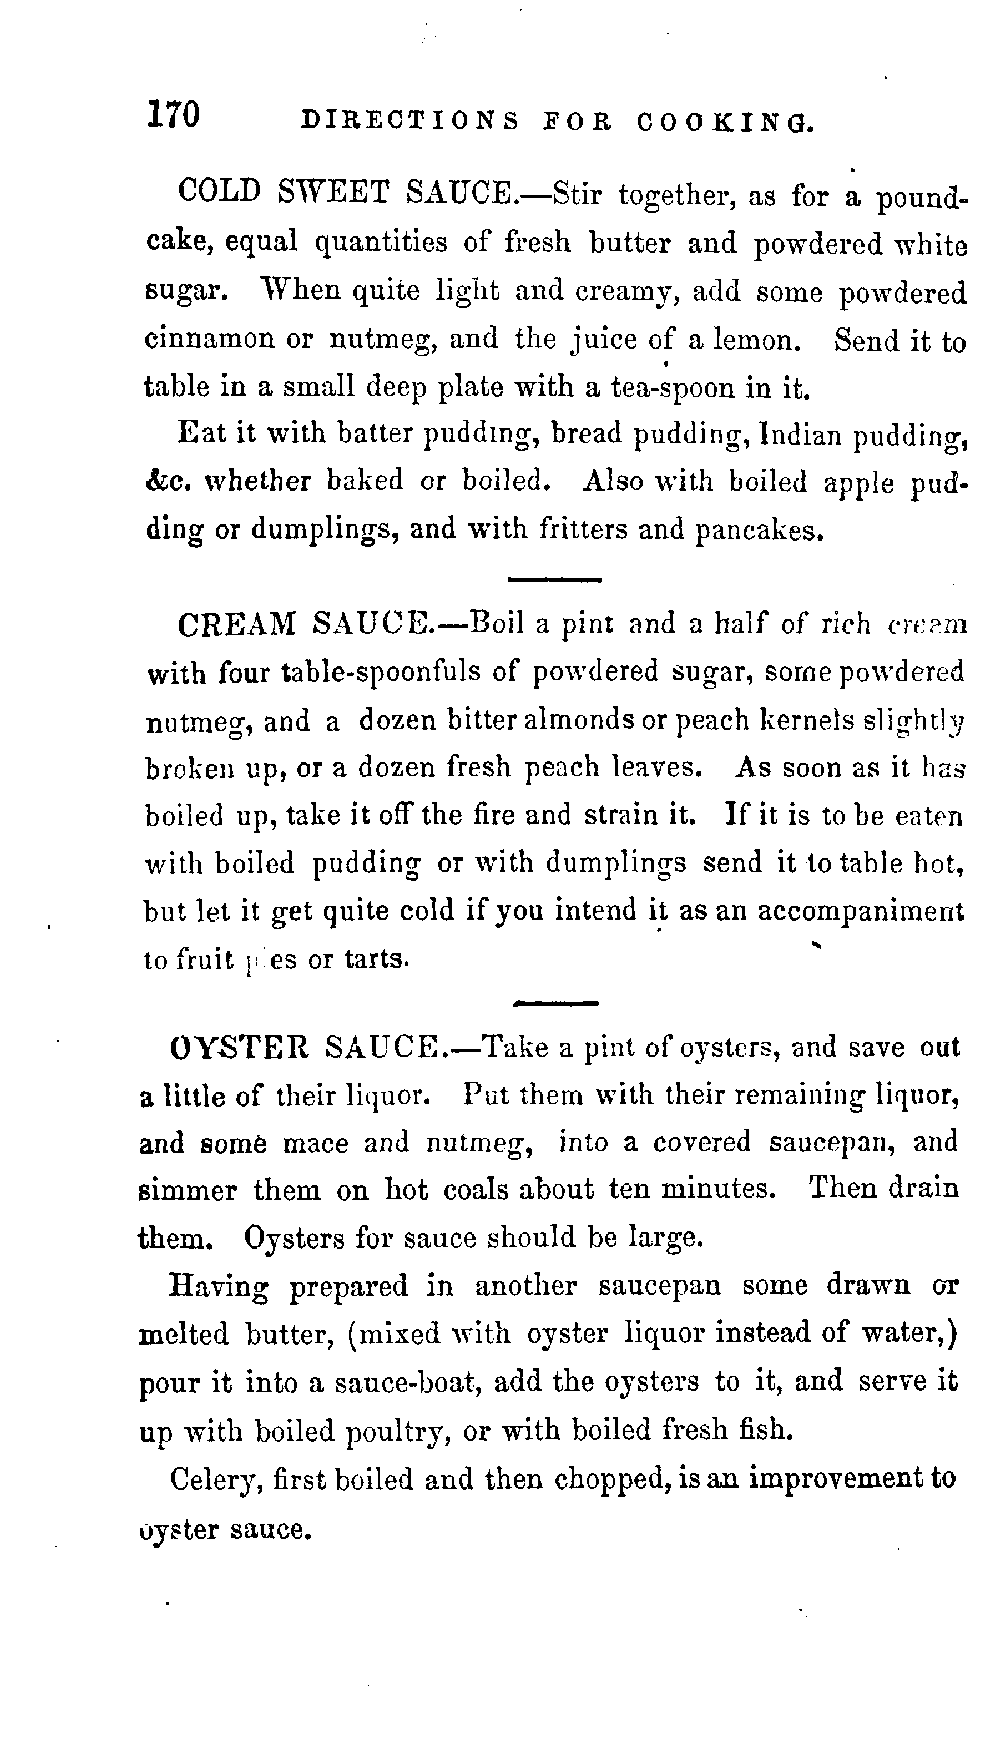 170 DIRECTIONS FOR COOKING.
COLD SWEET SAUCE.—Stir together, as for a pound-
cake, equal quantities of fresh butter and powdered white
sugar. When quite light and creamy, add some powdered
cinnamon or nutmeg, and the juice of a lemon. Send it to
table in a small deep plate with a tea-spoon in it.
Eat it with batter pudding, bread pudding, Indian pudding,
&c. whether baked or boiled. Also with boiled apple pud-
ding or dumplings, and with fritters and pancakes.
CREAM SAUCE.—Boil a pint and a half of rich cream
with four table-spoonfuls of powdered sugar, some powdered
nutmeg, and a dozen bitter almonds or peach kernels slightly
broken up, or a dozen fresh peach leaves. As soon as it has
boiled up, take it off the fire and strain it. If it is to be eaten
with boiled pudding or with dumplings send it to table hot,
but let it get quite cold if you intend it as an accompaniment
to fruit pies or tarts.
OYSTER SAUCE.—Take a pint of oysters, and save out
a little of their liquor. Put them with their remaining liquor,
and some mace and nutmeg, into a covered saucepan, and
simmer them on hot coals about ten minutes. Then drain
them. Oysters for sauce should be large.
Having prepared in another saucepan some drawn or
melted butter, (mixed with oyster liquor instead of water,)
pour it into a sauce-boat, add the oysters to it, and serve it
up with boiled poultry, or with boiled fresh fish.
Celery, first boiled and then chopped, is an improvement to
oyster sauce.